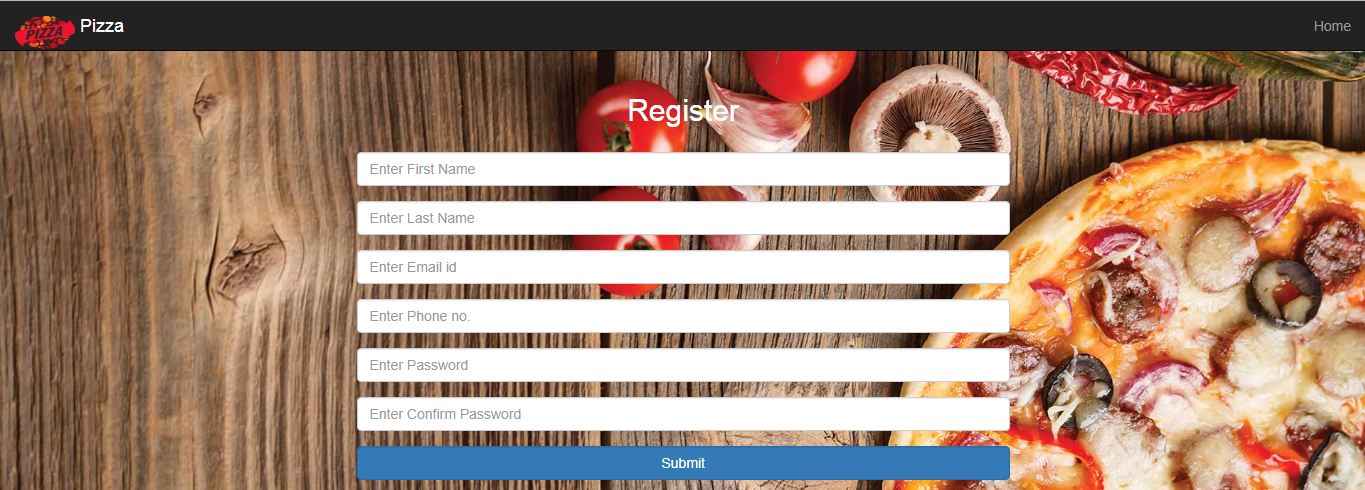 PIZZA Pizza Home
Register
Enter First Name
Enter Last Name
Enter Email id
Enter Phone no.
Enter Password
Enter Confirm Password
Submit